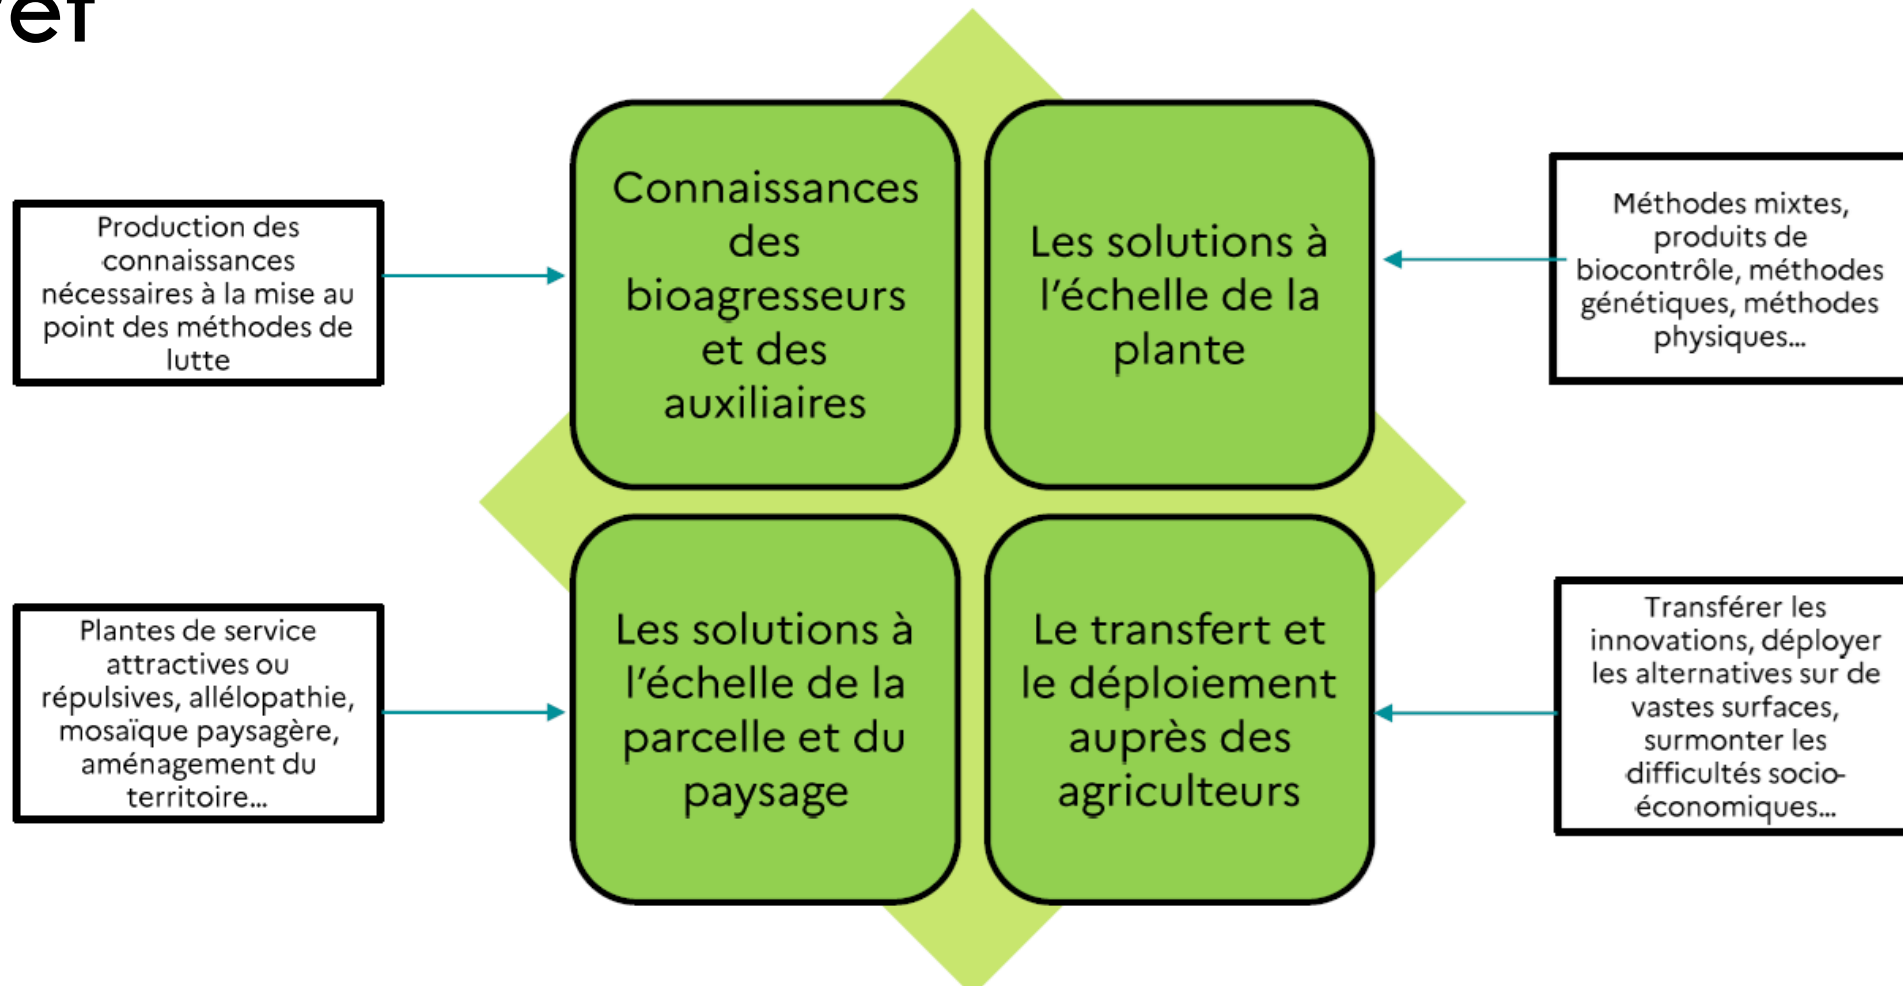 Connaissances
des
bioagresseurs
et des
auxiliaires
Les solutions à
l'échelle de la
plante
Les solutions à
l'échelle de la
parcelle et du
paysage
Le transfert et
le déploiement
auprès des
agriculteurs
Production des
connaissances
nécessaires à la mise au
point des méthodes de
lutte
Méthodes mixtes,
produits de
biocontrôle, méthodes
génétiques, méthodes
physiques…
Plantes de service
attractives ou
répulsives, allélopathie,
mosaïque paysagère,
aménagement du
territoire…
Transférer les
innovations, déployer
les alternatives sur de
vastes surfaces,
surmonter les
difficultés socio-
économiques…